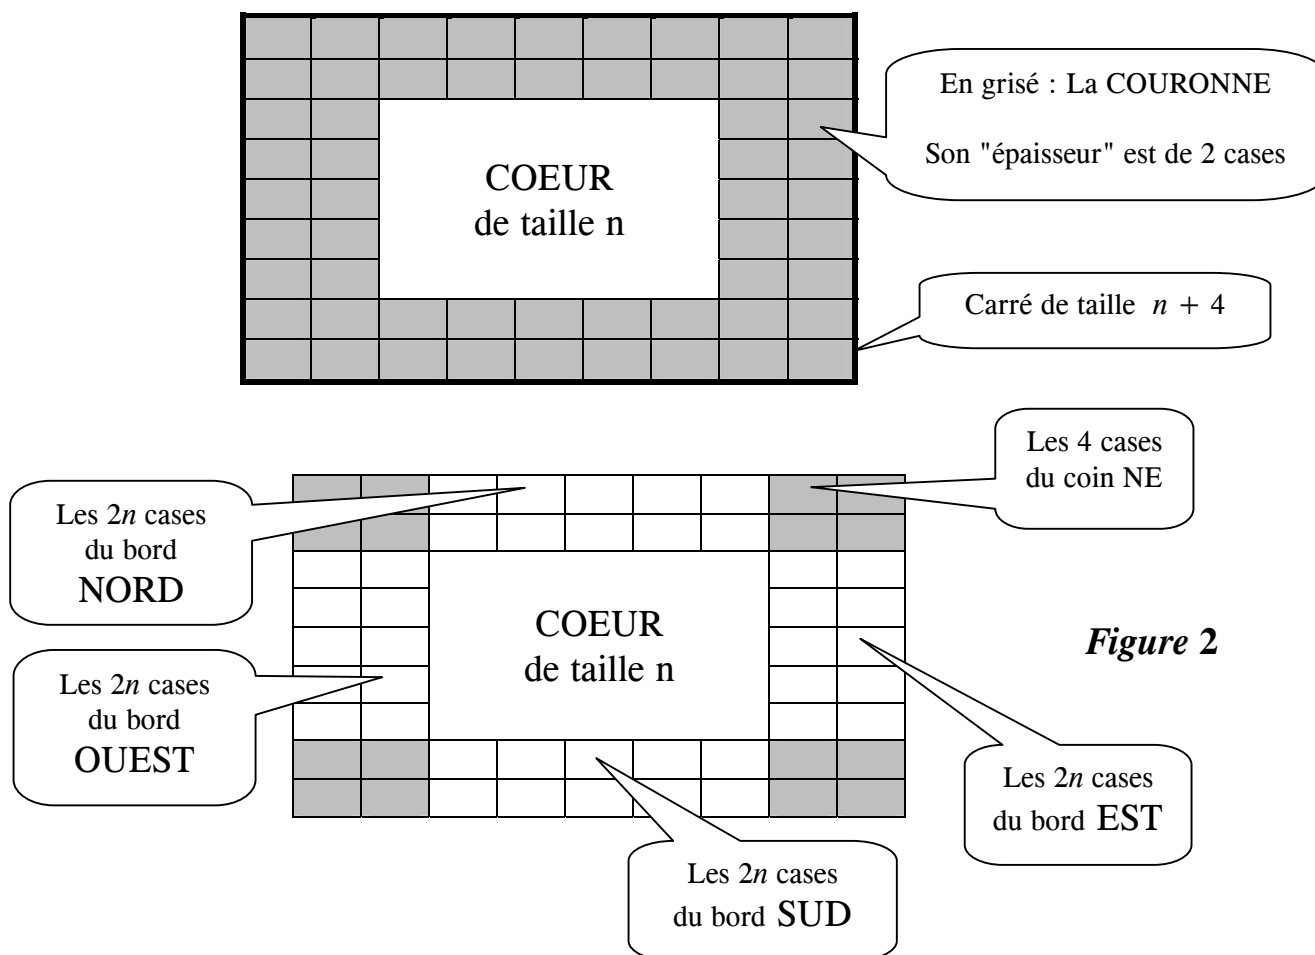 En grisé : La COURONNE
Son "épaisseur" est de 2 cases
COEUR
de taille n
Carré de taille n + 4
Les 4 cases
du coin NE
Les 2n cases
du bord
NORD
COEUR
de taille n
Figure 2
Les 2n cases
du bord
OUEST
Les 2n cases
du bord EST
Les 2n cases
du bord SUD